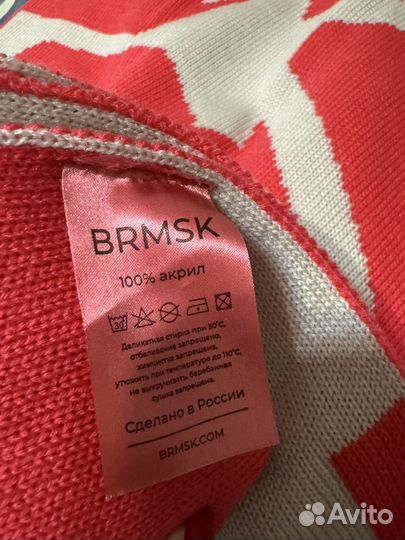 BRMSK
100% акрил
30
Деликатная стирка при 30°C,
отбеливание запрещено,
химчистка запрещена.
Утюжить при температуре до 110°C,
не выкручивать барабанная
сушка запрещена.
Сделано в России
BRMSK.COM
Avito